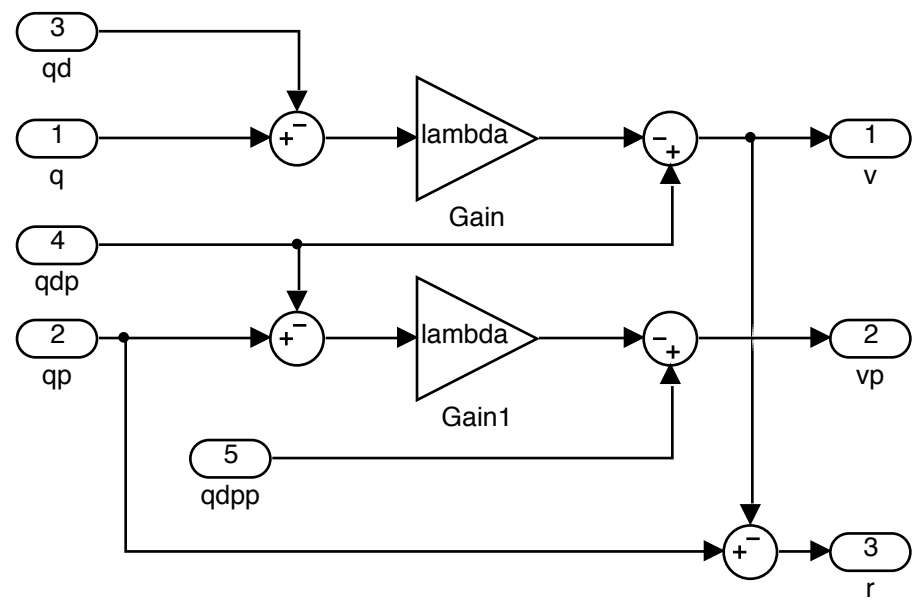 3
qd
1
q
+
−
lambda
Gain
−
+
1
v
4
qdp
2
qp
+
−
lambda
Gain1
−
+
2
vp
5
qdpp
+
−
3
r